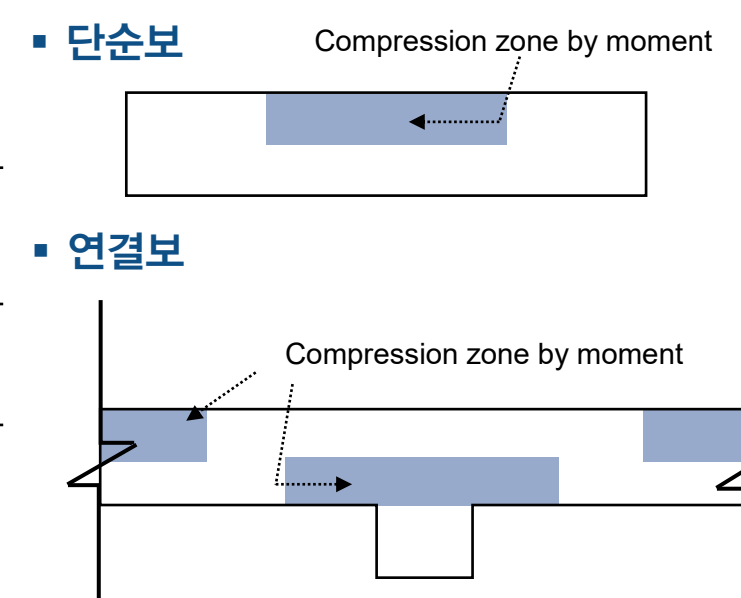 ▪ 단순보
Compression zone by moment
▪ 연결보
Compression zone by moment